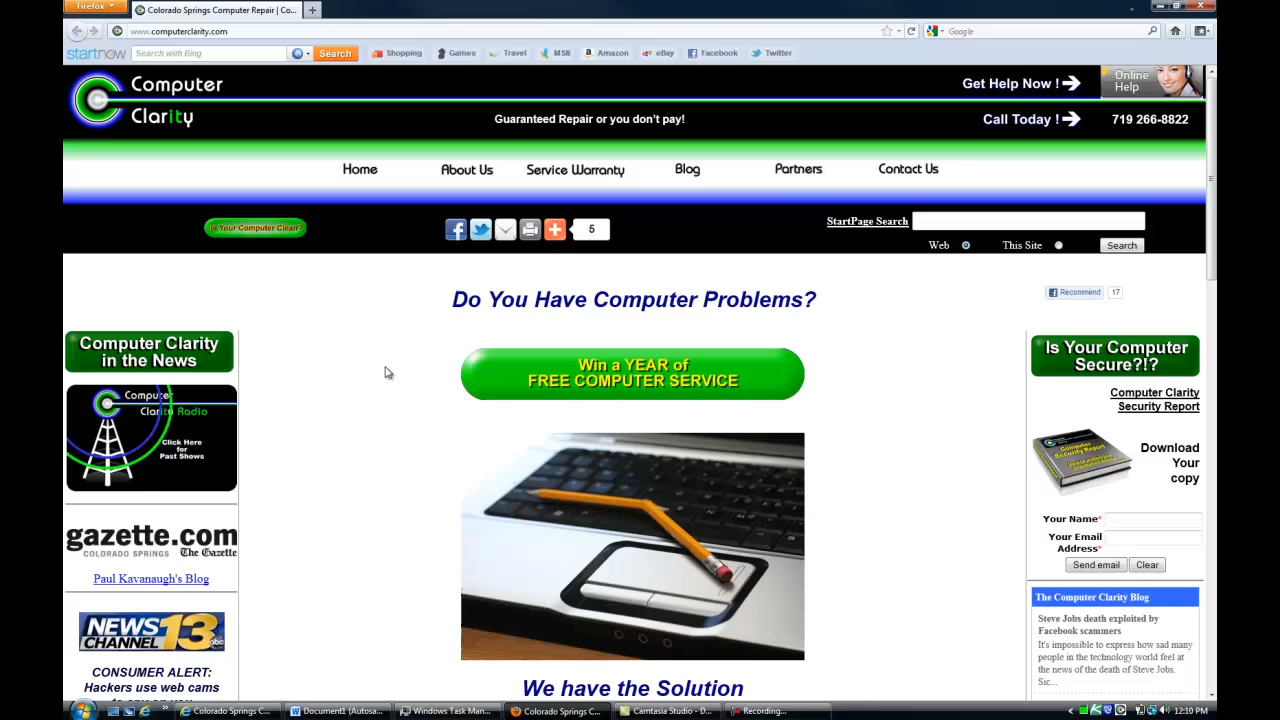 Firefox
Colorado Springs Computer Repair | Co...
www.computerclarity.com
Google
startnow
Search with Bing
Search
Shopping
Games
Travel
MSN
Amazon
eBay
Facebook
Twitter
Computer
Clarity
Guaranteed Repair or you don't pay!
Get Help Now !
Call Today !
Online
Help
719 266-8822
Home
About Us
Service Warranty
Blog
Partners
Contact Us
Is Your Computer Clean?
5
StartPage Search
Web
This Site
Search
Do You Have Computer Problems?
Recommend
17
Computer Clarity
in the News
Win a YEAR of
FREE COMPUTER SERVICE
Is Your Computer
Secure?!?
Computer
Clarity Radio
Click Here
for
Past Shows
Computer Clarity
Security Report
Computer Clarity
Computer
Security Report
Download
Your
copy
gazette.com
COLORADO SPRINGS The Gazette
Paul Kavanaugh's Blog
Your Name*
Your Email
Address*
Send email
Clear
NEWS
CHANNEL 13 abc
The Computer Clarity Blog
Steve Jobs death exploited by
Facebook scammers
It's impossible to express how sad many
people in the technology world feel at
the news of the death of Steve Jobs.
Sic...
CONSUMER ALERT:
Hackers use web cams
We have the Solution
Colorado Springs C...
Document1 (Autosa...
Windows Task Man...
Colorado Springs C...
Camtasia Studio - D...
Recording...
12:10 PM